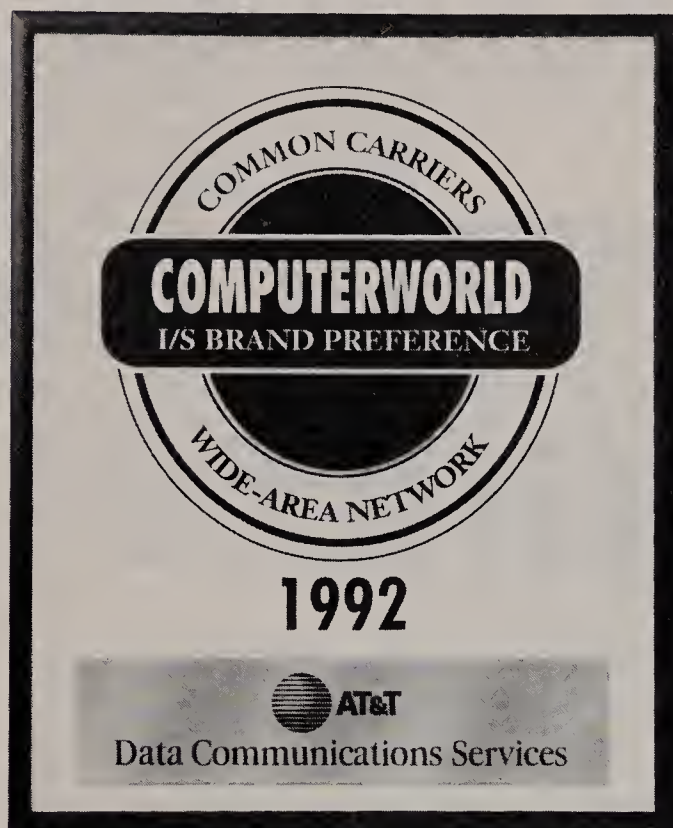 COMMON CARRIERS
COMPUTERWORLD
I/S BRAND PREFERENCE
WIDE-AREA NETWORK
1992
AT&T
Data Communications Services